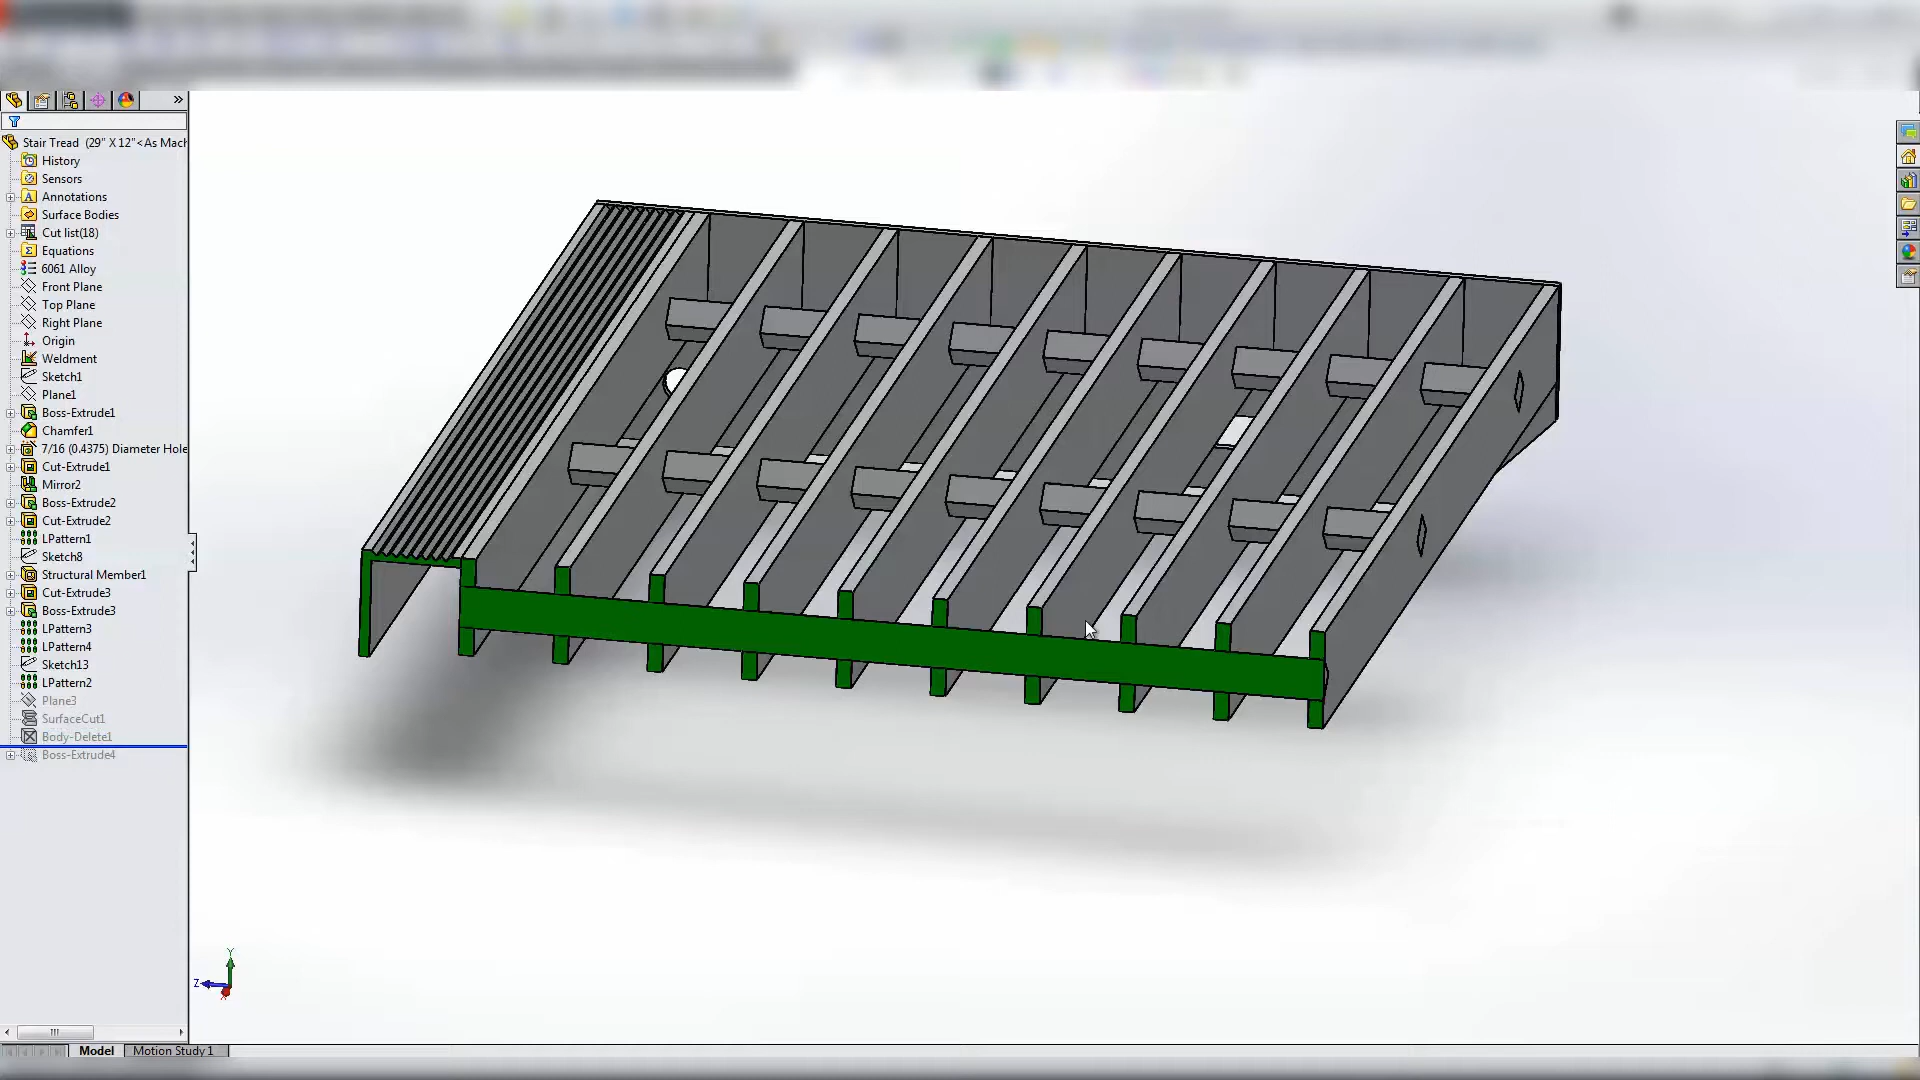 Stair Tread (29" X 12"<As Mach
History
Sensors
Annotations
Surface Bodies
Cut list(18)
Equations
6061 Alloy
Front Plane
Top Plane
Right Plane
Origin
Weldment
Sketch1
Plane1
Boss-Extrude1
Chamfer1
7/16 (0.4375) Diameter Hole
Cut-Extrude1
Mirror2
Boss-Extrude2
Cut-Extrude2
LPattern1
Sketch8
Structural Member1
Cut-Extrude3
Boss-Extrude3
LPattern3
LPattern4
Sketch13
LPattern2
Plane3
SurfaceCut1
Body-Delete1
Boss-Extrude4
Y
Z
X
Model
Motion Study 1